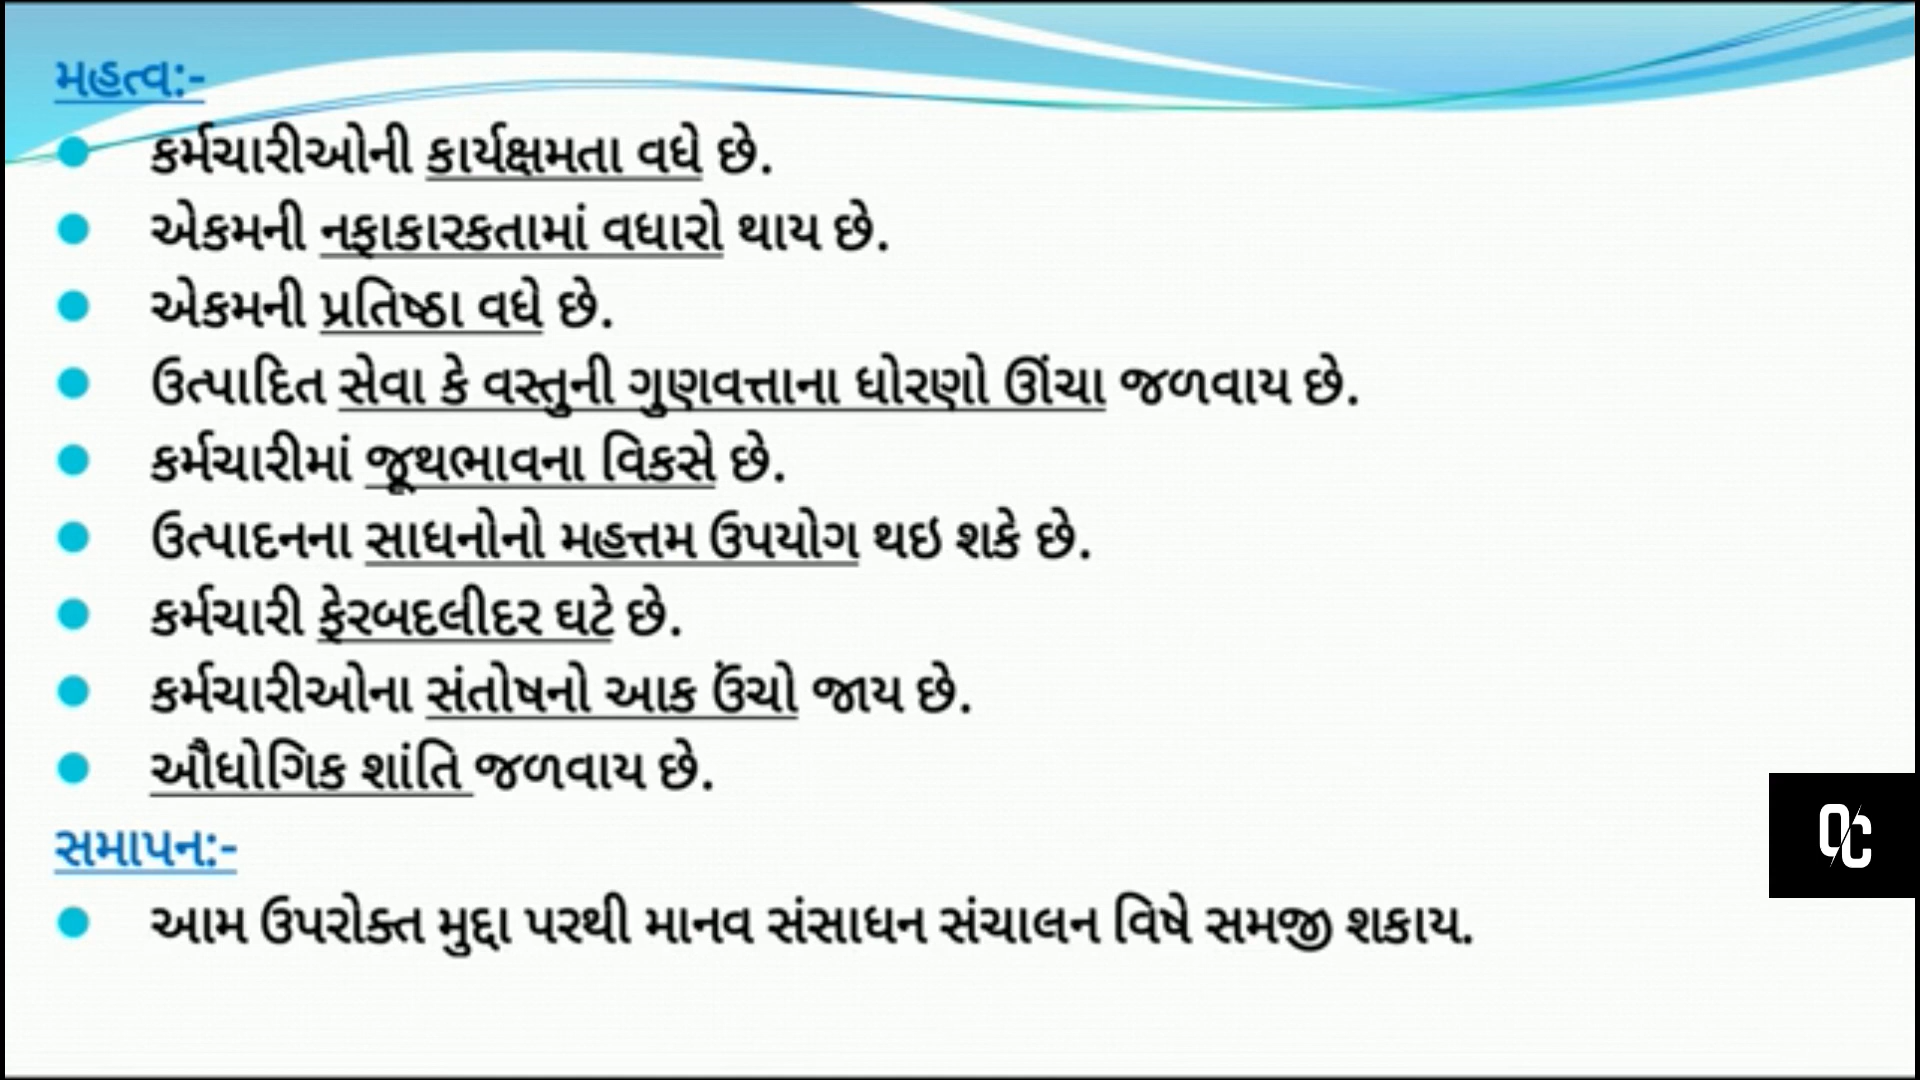 મહત્વ:-
કર્મચારીઓની કાર્યક્ષમતા વધે છે.
એકમની નફાકારકતામાં વધારો થાય છે.
એકમની પ્રતિષ્ઠા વધે છે.
ઉત્પાદિત સેવા કે વસ્તુની ગુણવત્તાના ધોરણો ઊંચા જળવાય છે.
કર્મચારીમાં જૂથભાવના વિકસે છે.
ઉત્પાદનના સાધનોનો મહત્તમ ઉપયોગ થઇ શકે છે.
કર્મચારી ફેરબદલીદર ઘટે છે.
કર્મચારીઓના સંતોષનો આક ઉંચો જાય છે.
ઔધોગિક શાંતિ જળવાય છે.
સમાપન:-
આમ ઉપરોક્ત મુદ્દા પરથી માનવ સંસાધન સંચાલન વિષે સમજી શકાય.